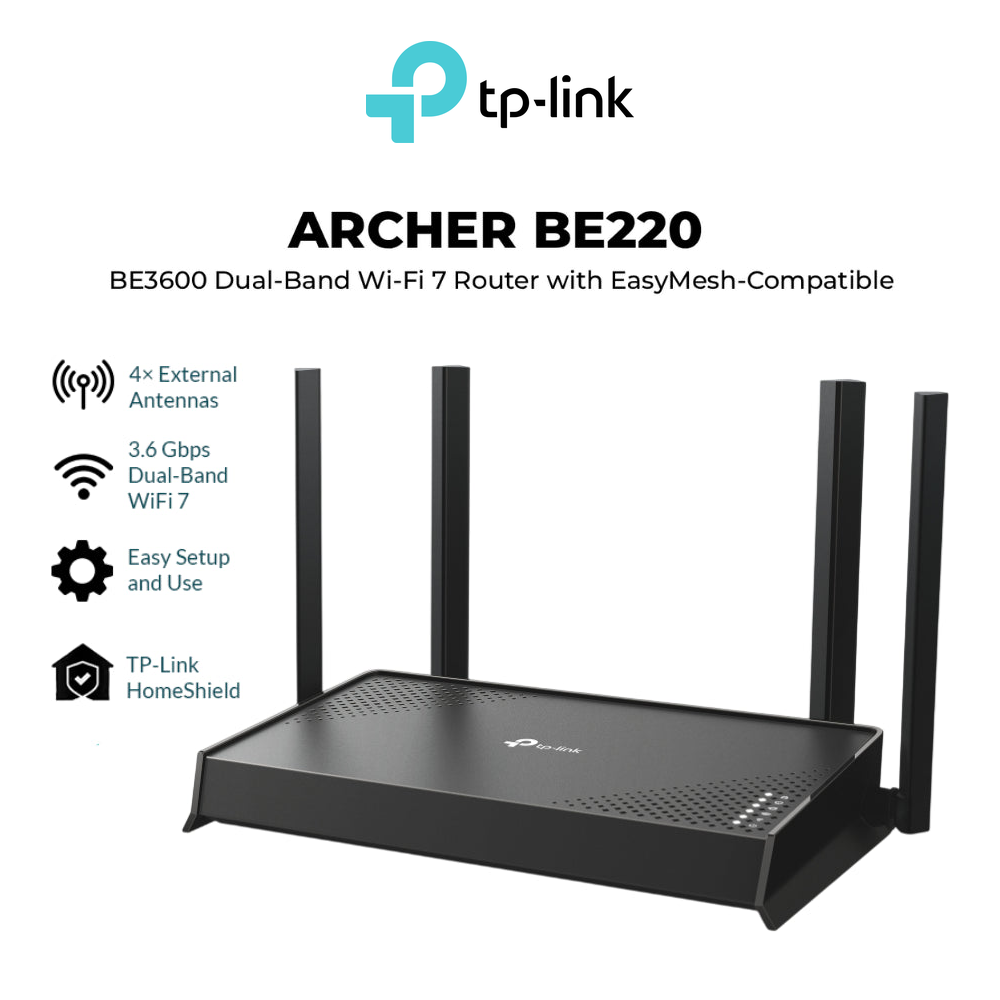 tp-link
ARCHER BE220
BE3600 Dual-Band Wi-Fi 7 Router with EasyMesh-Compatible
4× External
Antennas
3.6 Gbps
Dual-Band
WiFi 7
Easy Setup
and Use
TP-Link
HomeShield
tp-link